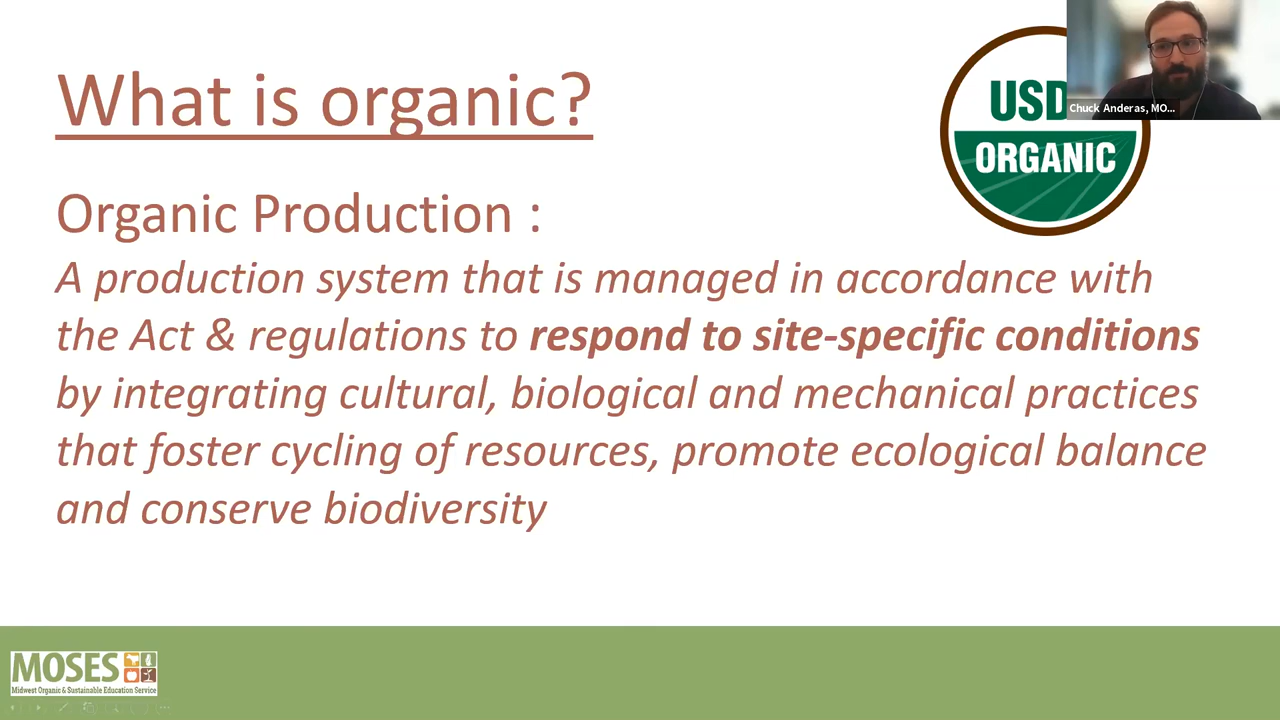 What is organic?
USD
ORGANIC
Chuck Anderas, MO...
Organic Production :
A production system that is managed in accordance with
the Act & regulations to respond to site-specific conditions
by integrating cultural, biological and mechanical practices
that foster cycling of resources, promote ecological balance
and conserve biodiversity
MOSES
Midwest Organic & Sustainable Education Service